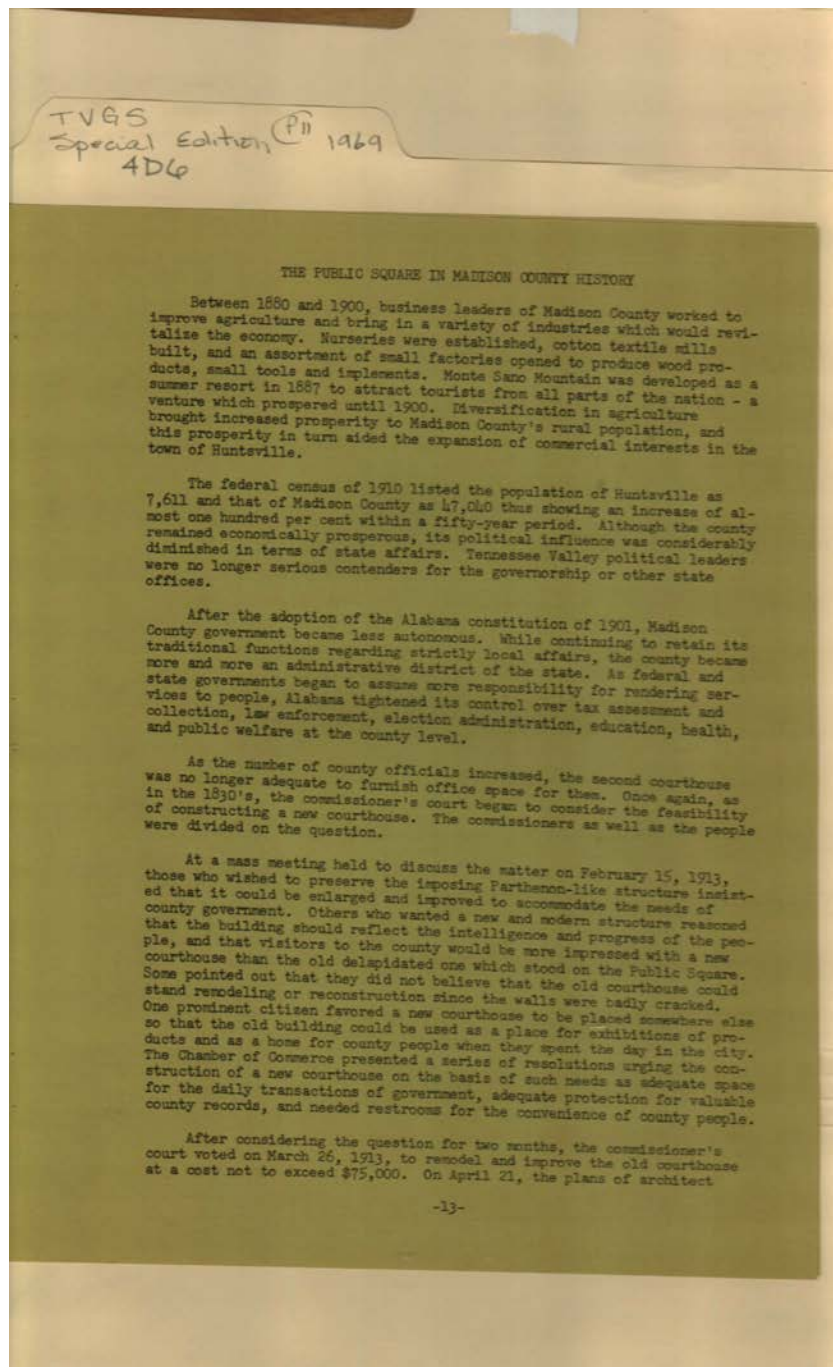 TVGS
Special Edition P11 1969
4D6
THE PUBLIC SQUARE IN MADISON COUNTY HISTORY
Between 1880 and 1900, business leaders of Madison County worked to
improve agriculture and bring in a variety of industries which would revi-
talize the economy. Nurseries were established, cotton textile mills
built, and an assortment of small factories opened to produce wood pro-
ducts, small tools and implements. Monte Sano Mountain was developed as a
summer resort in 1887 to attract tourists from all parts of the nation - a
venture which prospered until 1900. Diversification in agriculture
brought increased prosperity to Madison County's rural population, and
this prosperity in turn aided the expansion of commercial interests in the
town of Huntsville.
The federal census of 1910 listed the population of Huntsville as
7,611 and that of Madison County as 47,040 thus showing an increase of al-
most one hundred per cent within a fifty-year period. Although the county
remained economically prosperous, its political influence was considerably
diminished in terms of state affairs. Tennessee Valley political leaders
were no longer serious contenders for the governorship or other state
offices.
After the adoption of the Alabama constitution of 1901, Madison
County government became less autonomous. While continuing to retain its
traditional functions regarding strictly local affairs, the county became
more and more an administrative district of the state. As federal and
state governments began to assume more responsibility for rendering ser-
vices to people, Alabama tightened its control over tax assessment and
collection, law enforcement, election administration, education, health,
and public welfare at the county level.
As the number of county officials increased, the second courthouse
was no longer adequate to furnish office space for them. Once again, as
in the 1830's, the commissioner's court began to consider the feasibility
of constructing a new courthouse. The commissioners as well as the people
were divided on the question.
At a mass meeting held to discuss the matter on February 15, 1913,
those who wished to preserve the imposing Parthenon-like structure insist-
ed that it could be enlarged and improved to accommodate the needs of
county government. Others who wanted a new and modern structure reasoned
that the building should reflect the intelligence and progress of the peo-
ple, and that visitors to the county would be more impressed with a new
courthouse than the old delapidated one which stood on the Public Square.
Some pointed out that they did not believe that the old courthouse could
stand remodeling or reconstruction since the walls were badly cracked.
One prominent citizen favored a new courthouse to be placed somewhere else
so that the old building could be used as a place for exhibitions of pro-
ducts and as a home for county people when they spent the day in the city.
The Chamber of Commerce presented a series of resolutions urging the con-
struction of a new courthouse on the basis of such needs as adequate space
for the daily transactions of government, adequate protection for valuable
county records, and needed restrooms for the convenience of county people.
After considering the question for two months, the commissioner's
court voted on March 26, 1913, to remodel and improve the old courthouse
at a cost not to exceed $75,000. On April 21, the plans of architect
-13-